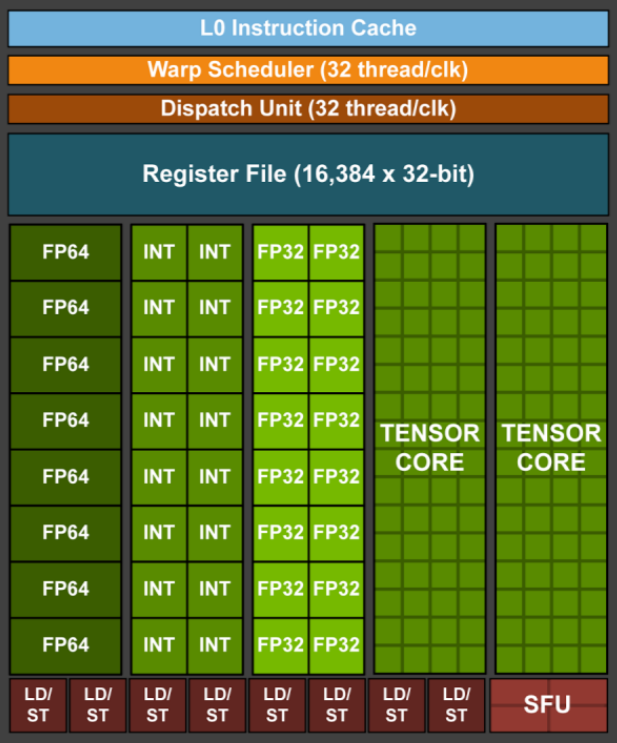 L0 Instruction Cache
Warp Scheduler (32 thread/clk)
Dispatch Unit (32 thread/clk)
Register File (16,384 x 32-bit)
FP64 INT INT FP32 FP32
FP64 INT INT FP32 FP32
FP64 INT INT FP32 FP32
FP64 INT INT FP32 FP32
TENSOR TENSOR
CORE CORE
FP64 INT INT FP32 FP32
FP64 INT INT FP32 FP32
FP64 INT INT FP32 FP32
FP64 INT INT FP32 FP32
LD/ LD/ LD/ LD/ LD/ LD/ LD/ LD/ SFU
ST ST ST ST ST ST ST ST